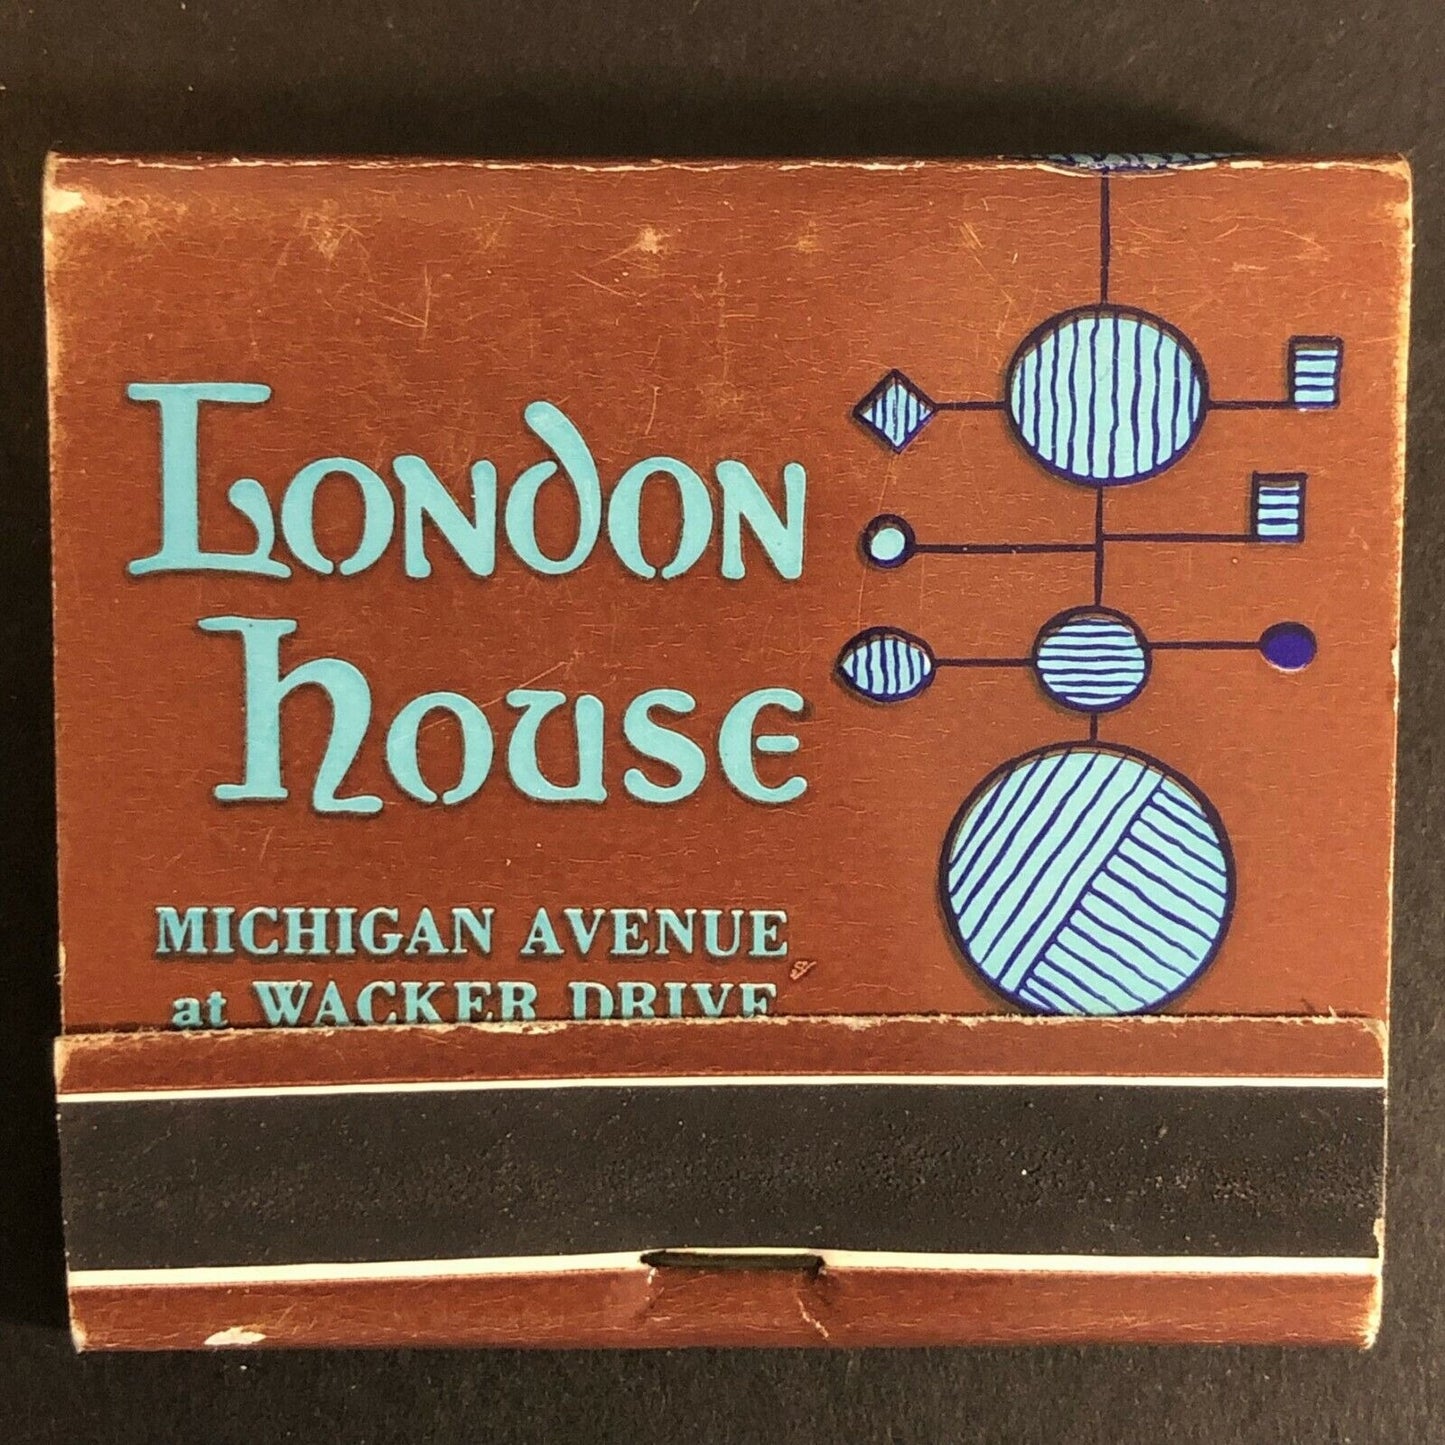 London
House
MICHIGAN AVENUE
at WACKER DRIVE